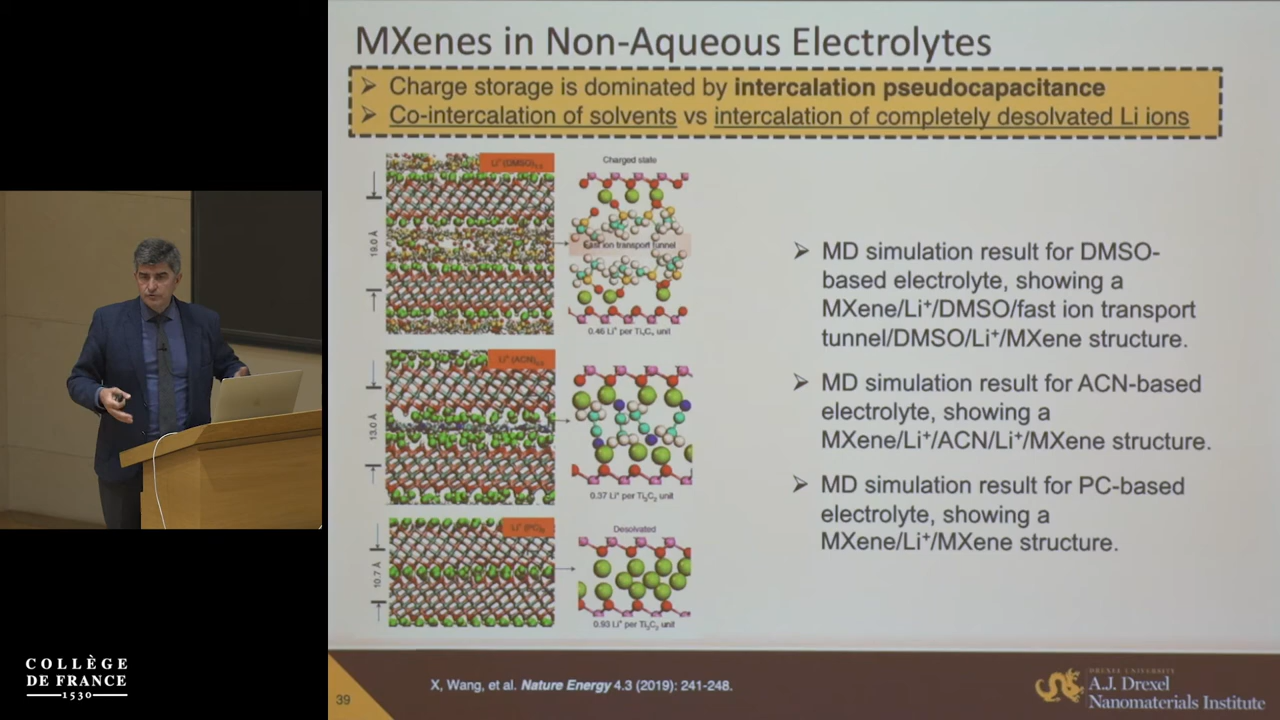 MXenes in Non-Aqueous Electrolytes
➤ Charge storage is dominated by intercalation pseudocapacitance
➤ Co-intercalation of solvents vs intercalation of completely desolvated Li ions
Charged state
19.0 Å
Fast ion transport tunnel
0.46 Li⁺ per Ti₃C₂ unit
13.0 Å
0.37 Li⁺ per Ti₃C₂ unit
Desolvated
10.7 Å
0.93 Li⁺ per Ti₃C₂ unit
➤ MD simulation result for DMSO-
based electrolyte, showing a
MXene/Li⁺/DMSO/fast ion transport
tunnel/DMSO/Li⁺/MXene structure.
➤ MD simulation result for ACN-based
electrolyte, showing a
MXene/Li⁺/ACN/Li⁺/MXene structure.
➤ MD simulation result for PC-based
electrolyte, showing a
MXene/Li⁺/MXene structure.
39
X, Wang, et al. Nature Energy 4.3 (2019): 241-248.
DREXEL UNIVERSITY
A.J. Drexel
Nanomaterials Institute
COLLÈGE
DE FRANCE
1530